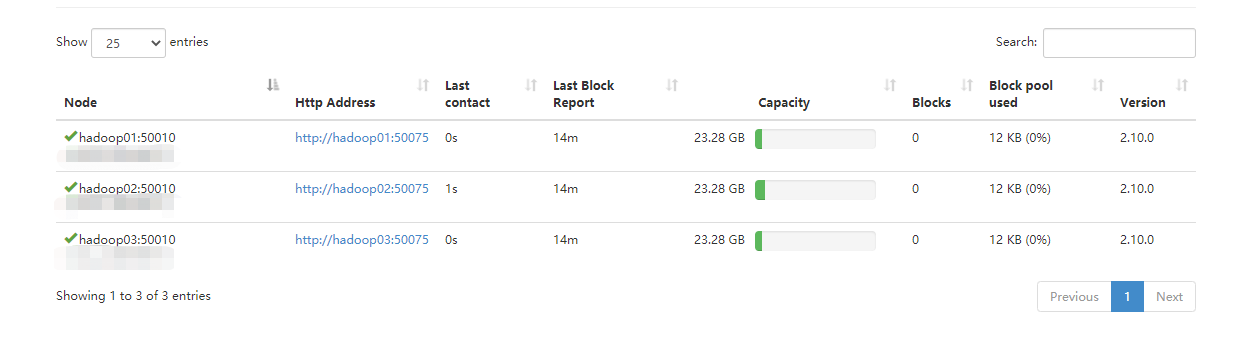 Show 25 entries Search:
Node Http Address Last contact Last Block Report Capacity Blocks Block pool used Version
hadoop01:50010 http://hadoop01:50075 0s 14m 23.28 GB 0 12 KB (0%) 2.10.0
hadoop02:50010 http://hadoop02:50075 1s 14m 23.28 GB 0 12 KB (0%) 2.10.0
hadoop03:50010 http://hadoop03:50075 0s 14m 23.28 GB 0 12 KB (0%) 2.10.0
Showing 1 to 3 of 3 entries Previous 1 Next